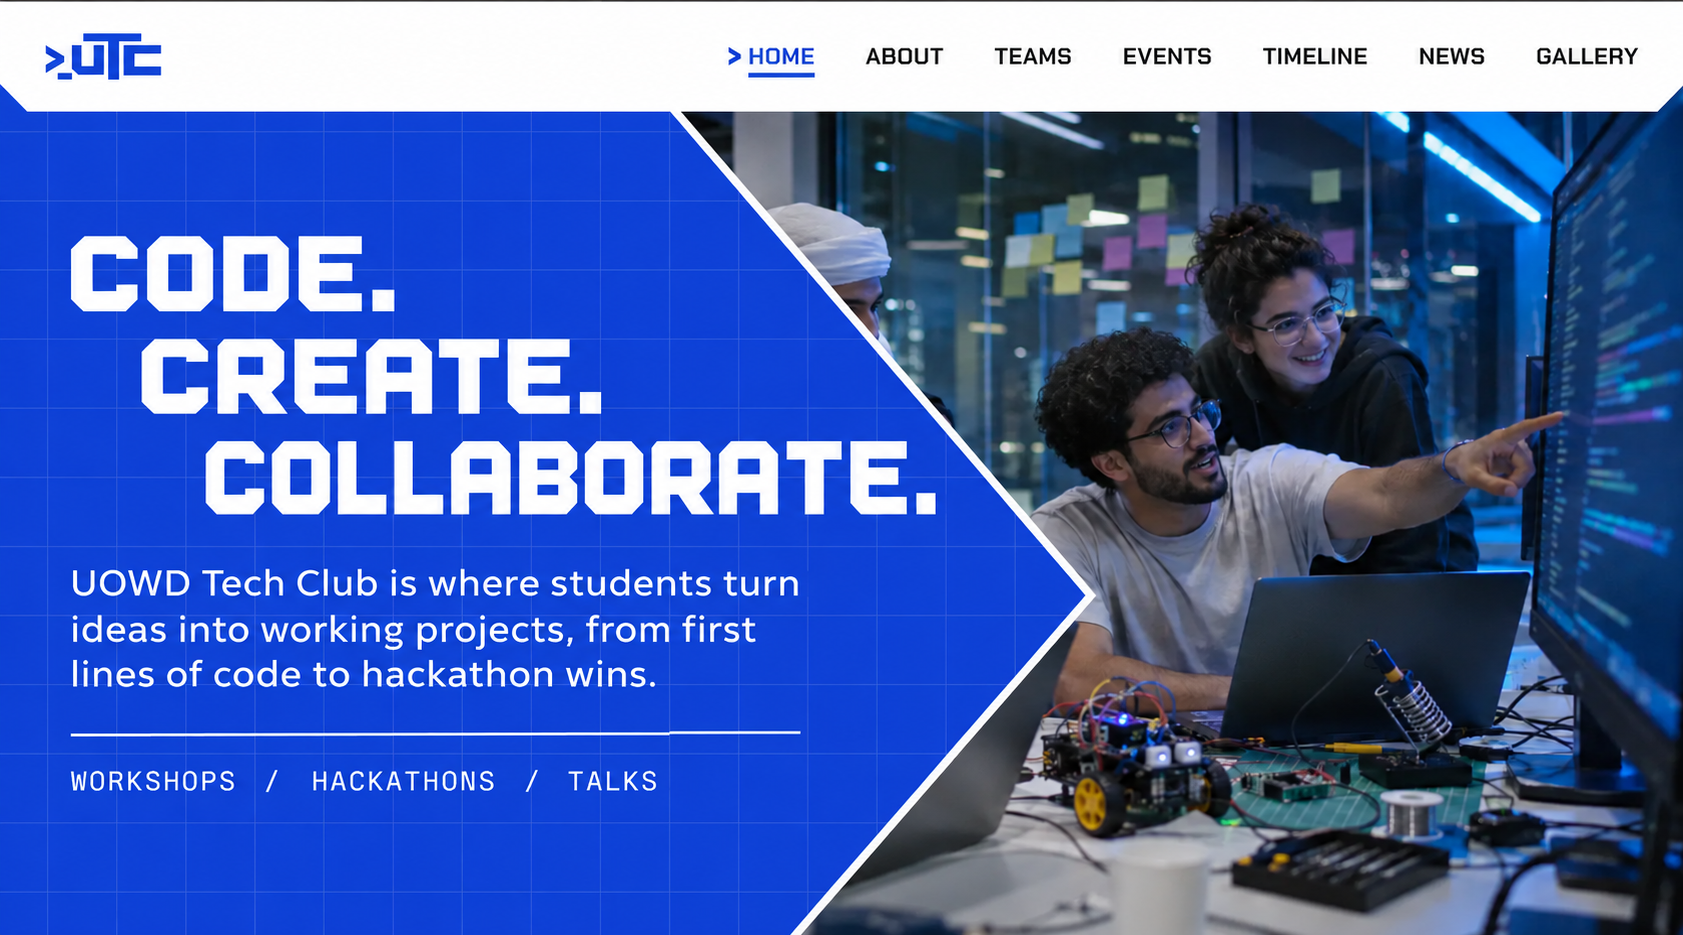 >_UTC
> HOME ABOUT TEAMS EVENTS TIMELINE NEWS GALLERY
CODE.
CREATE.
COLLABORATE.
UOWD Tech Club is where students turn
ideas into working projects, from first
lines of code to hackathon wins.
WORKSHOPS / HACKATHONS / TALKS